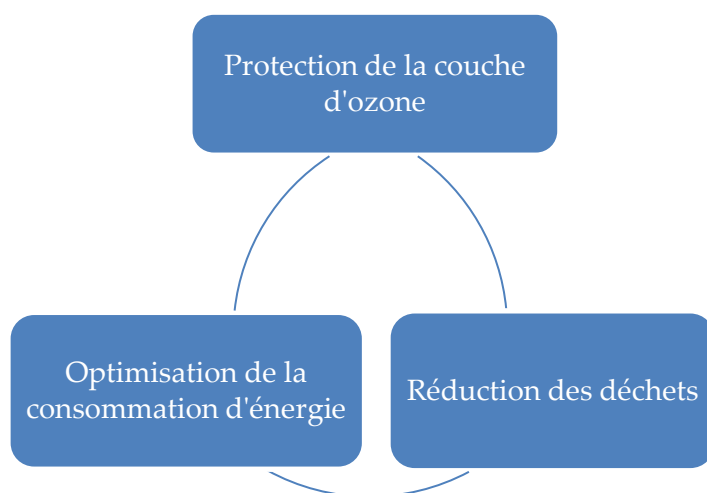 Protection de la couche
d'ozone
Optimisation de la
consommation d'énergie
Réduction des déchets